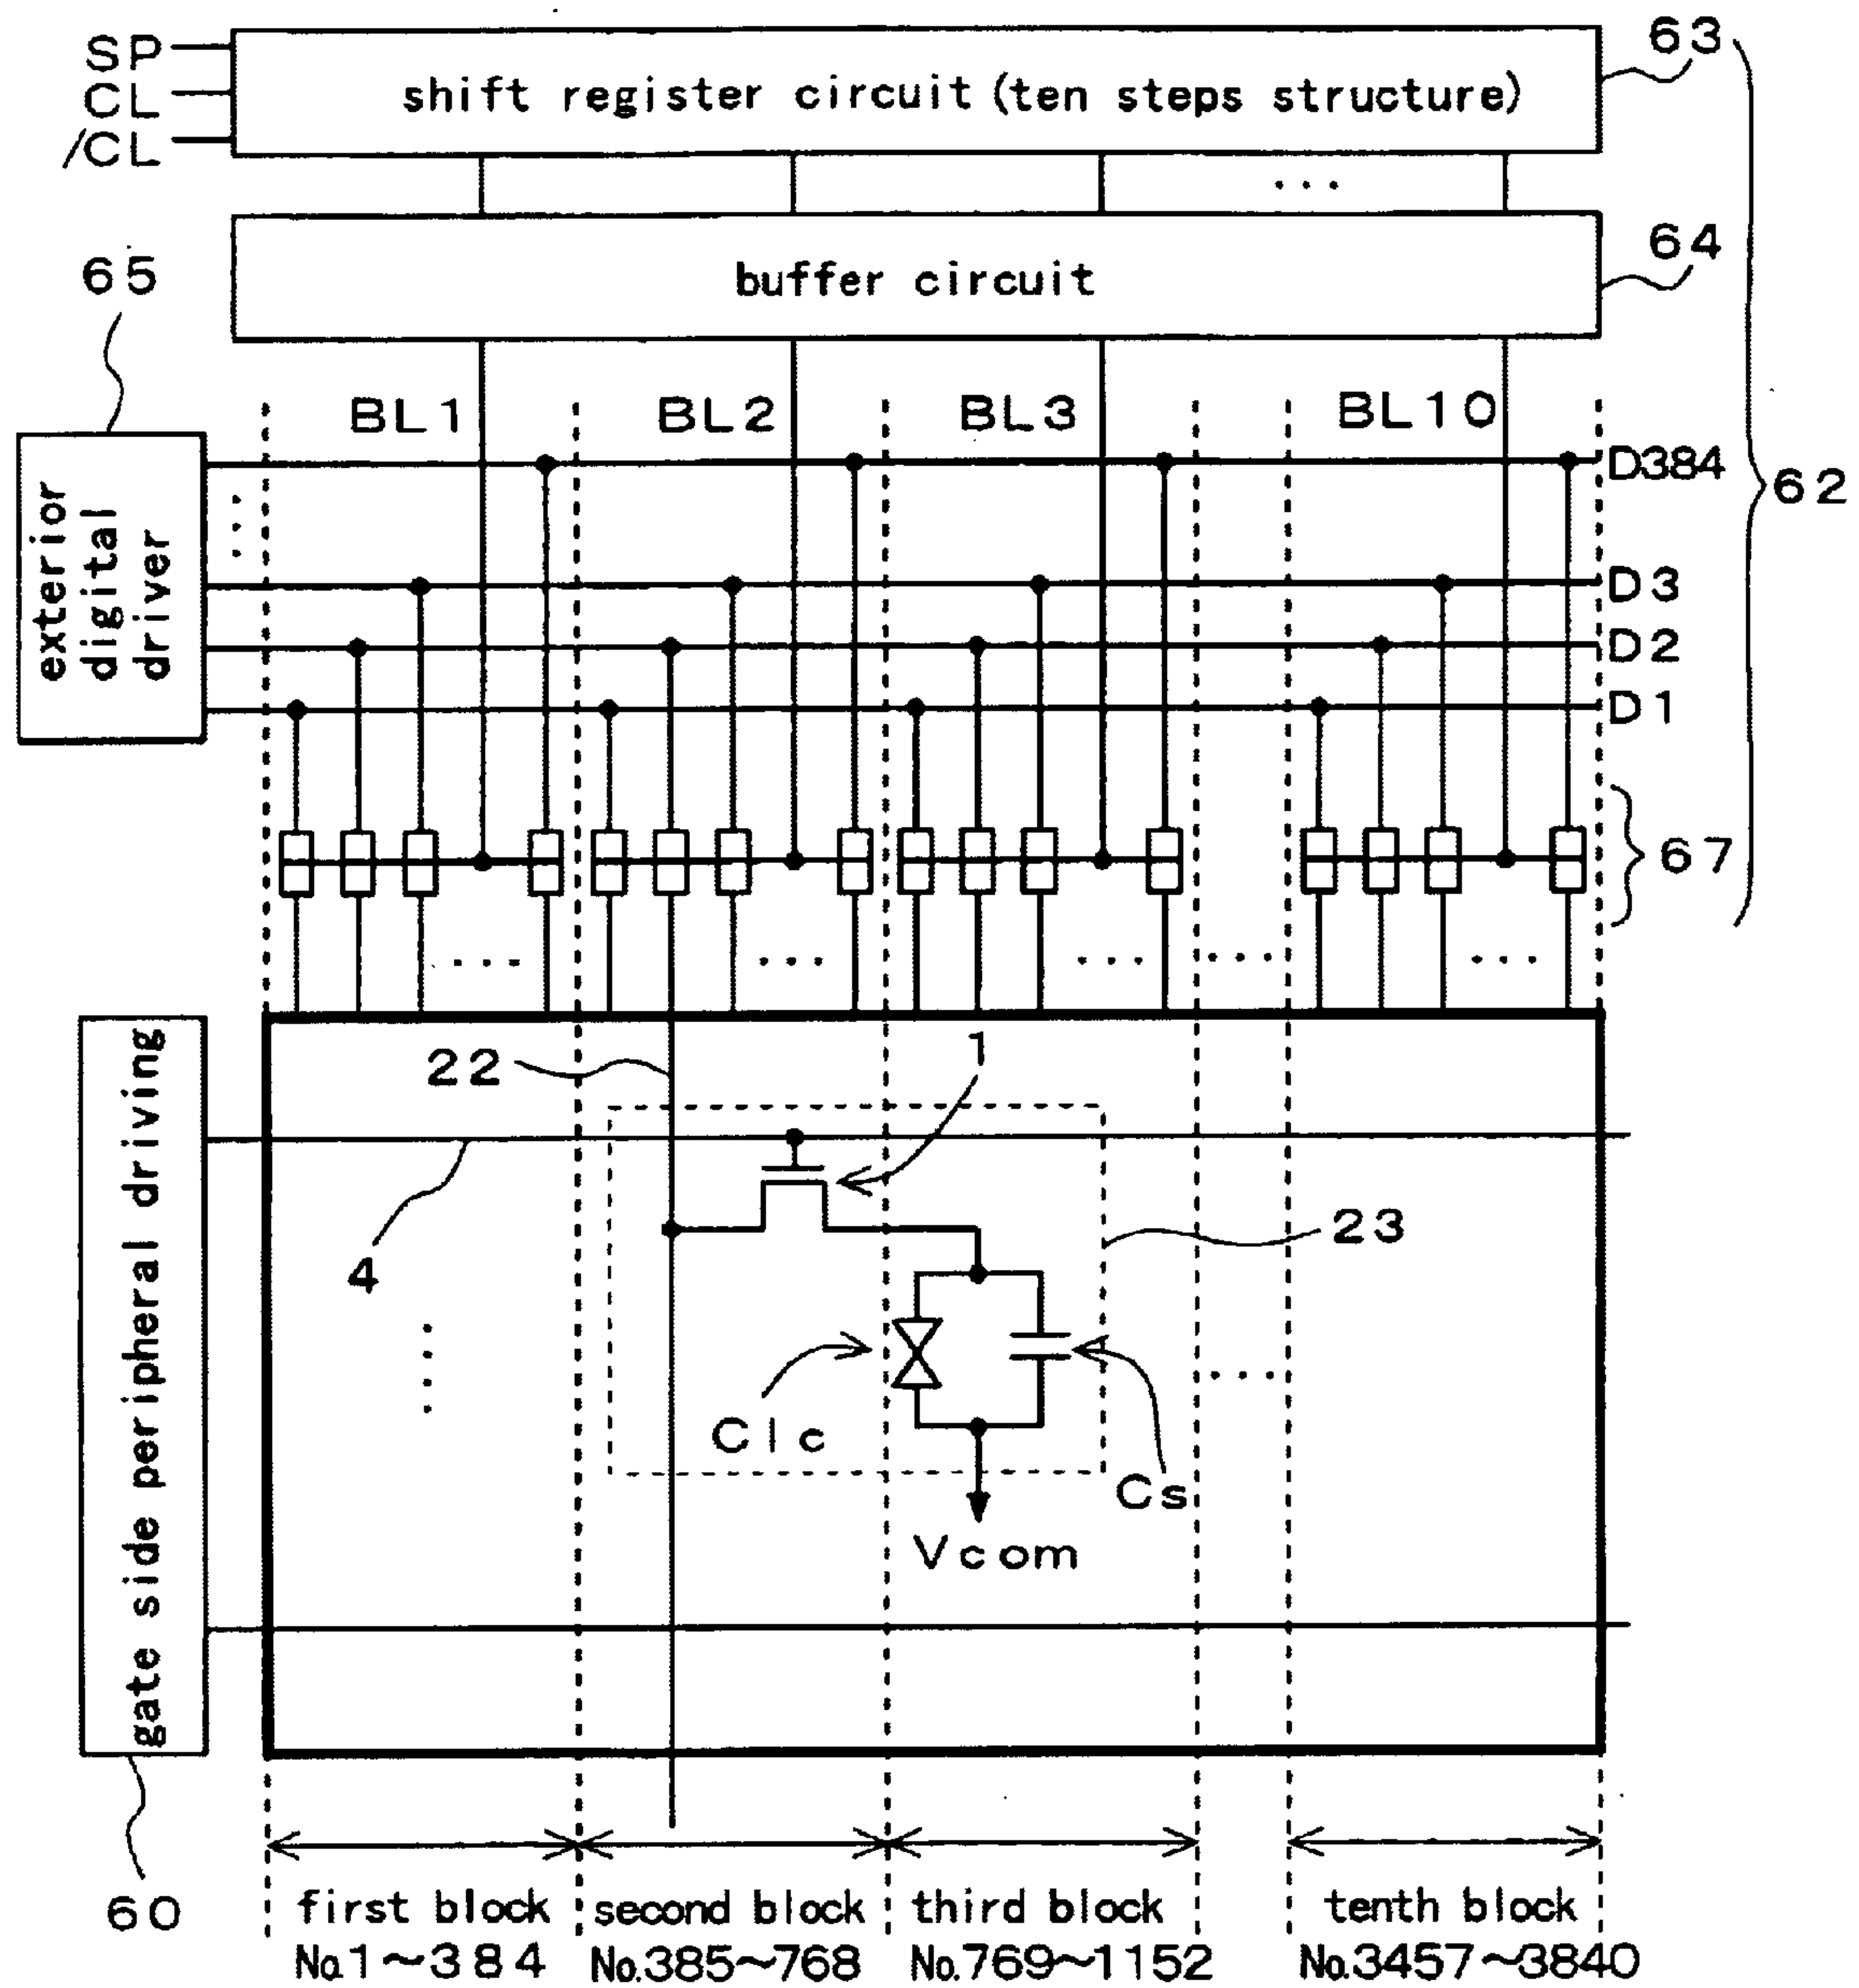 SP
CL
/CL
shift register circuit (ten steps structure)
63
buffer circuit
64
65
62
BL1
BL2
BL3
BL10
exterior
digital
driver
D384
D3
D2
D1
67
gate side peripheral driving
22
1
4
23
Clc
Cs
Vcom
60
first block
No.1~384
second block
No.385~768
third block
No.769~1152
tenth block
No.3457~3840